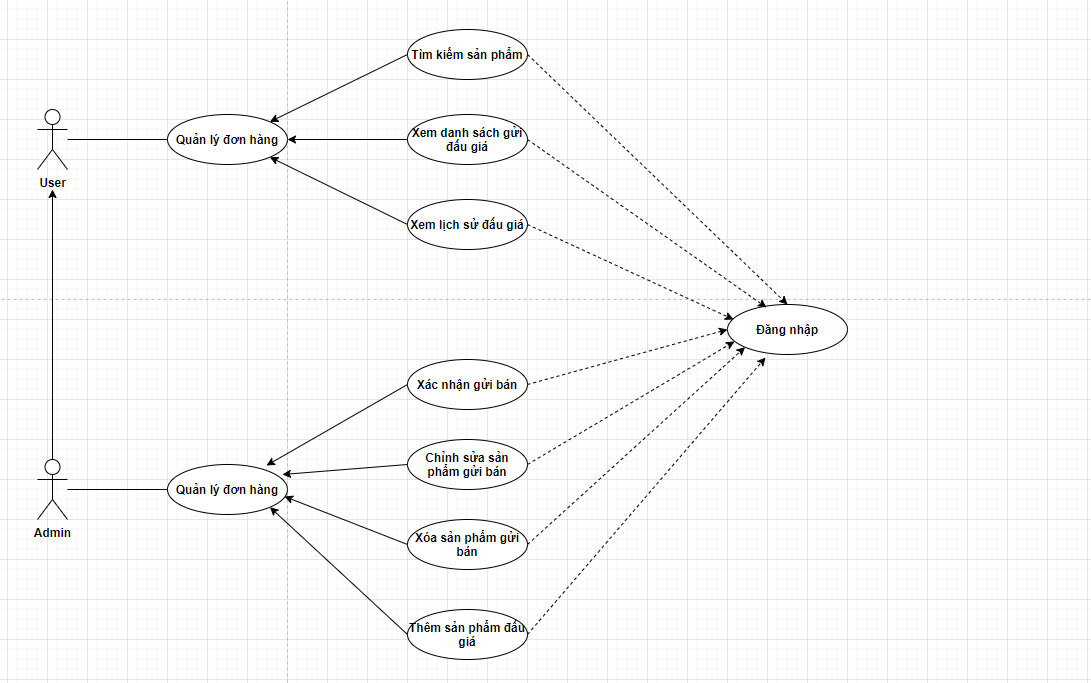 Tìm kiếm sản phẩm
Quản lý đơn hàng
Xem danh sách gửi
đấu giá
User
Xem lịch sử đấu giá
Đăng nhập
Xác nhận gửi bán
Chỉnh sửa sản
phẩm gửi bán
Quản lý đơn hàng
Admin
Xóa sản phẩm gửi
bán
Thêm sản phẩm đấu
giá